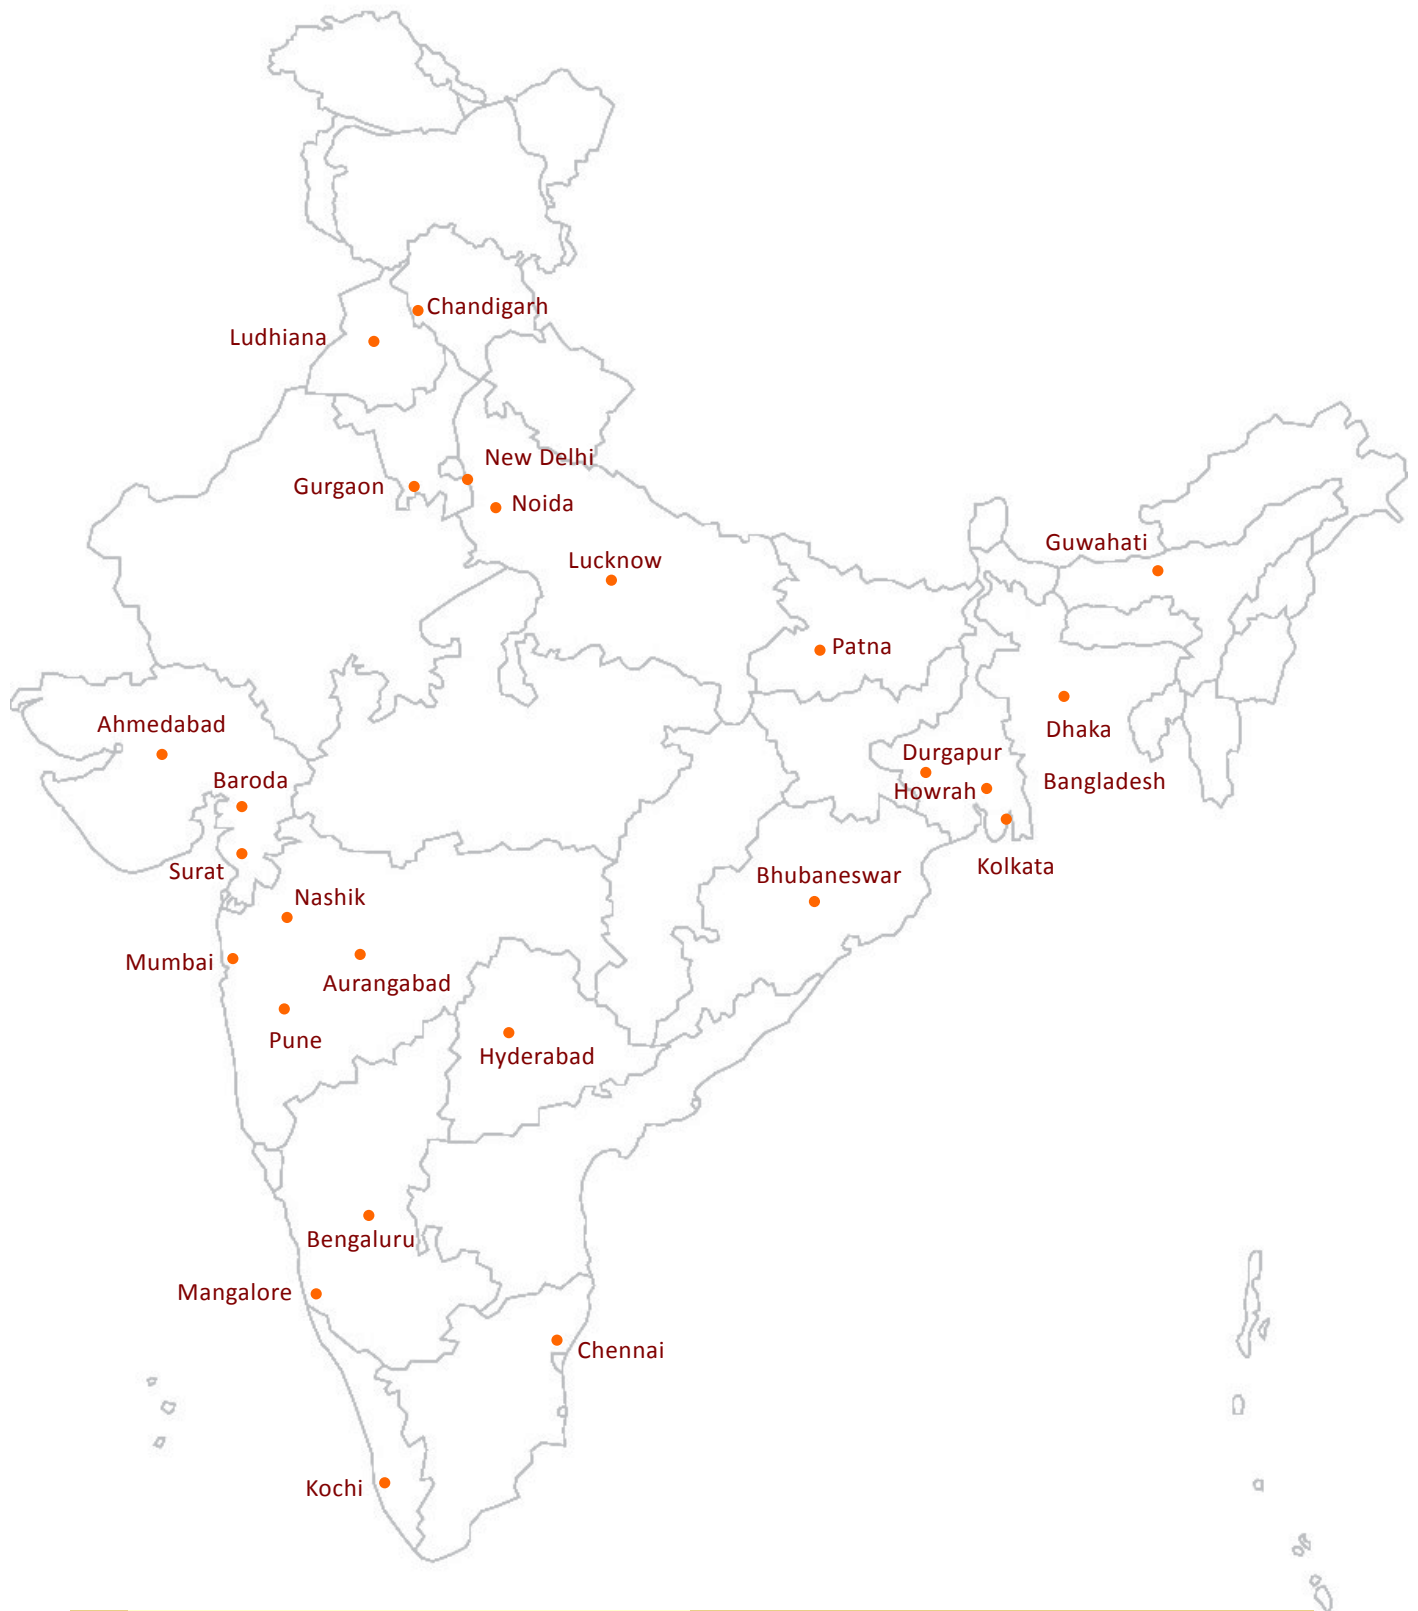 Chandigarh
Ludhiana
New Delhi
Gurgaon
Noida
Guwahati
Lucknow
Patna
Ahmedabad
Dhaka
Durgapur
Baroda
Bangladesh
Howrah
Kolkata
Surat
Bhubaneswar
Nashik
Mumbai
Aurangabad
Pune
Hyderabad
Bengaluru
Mangalore
Chennai
Kochi